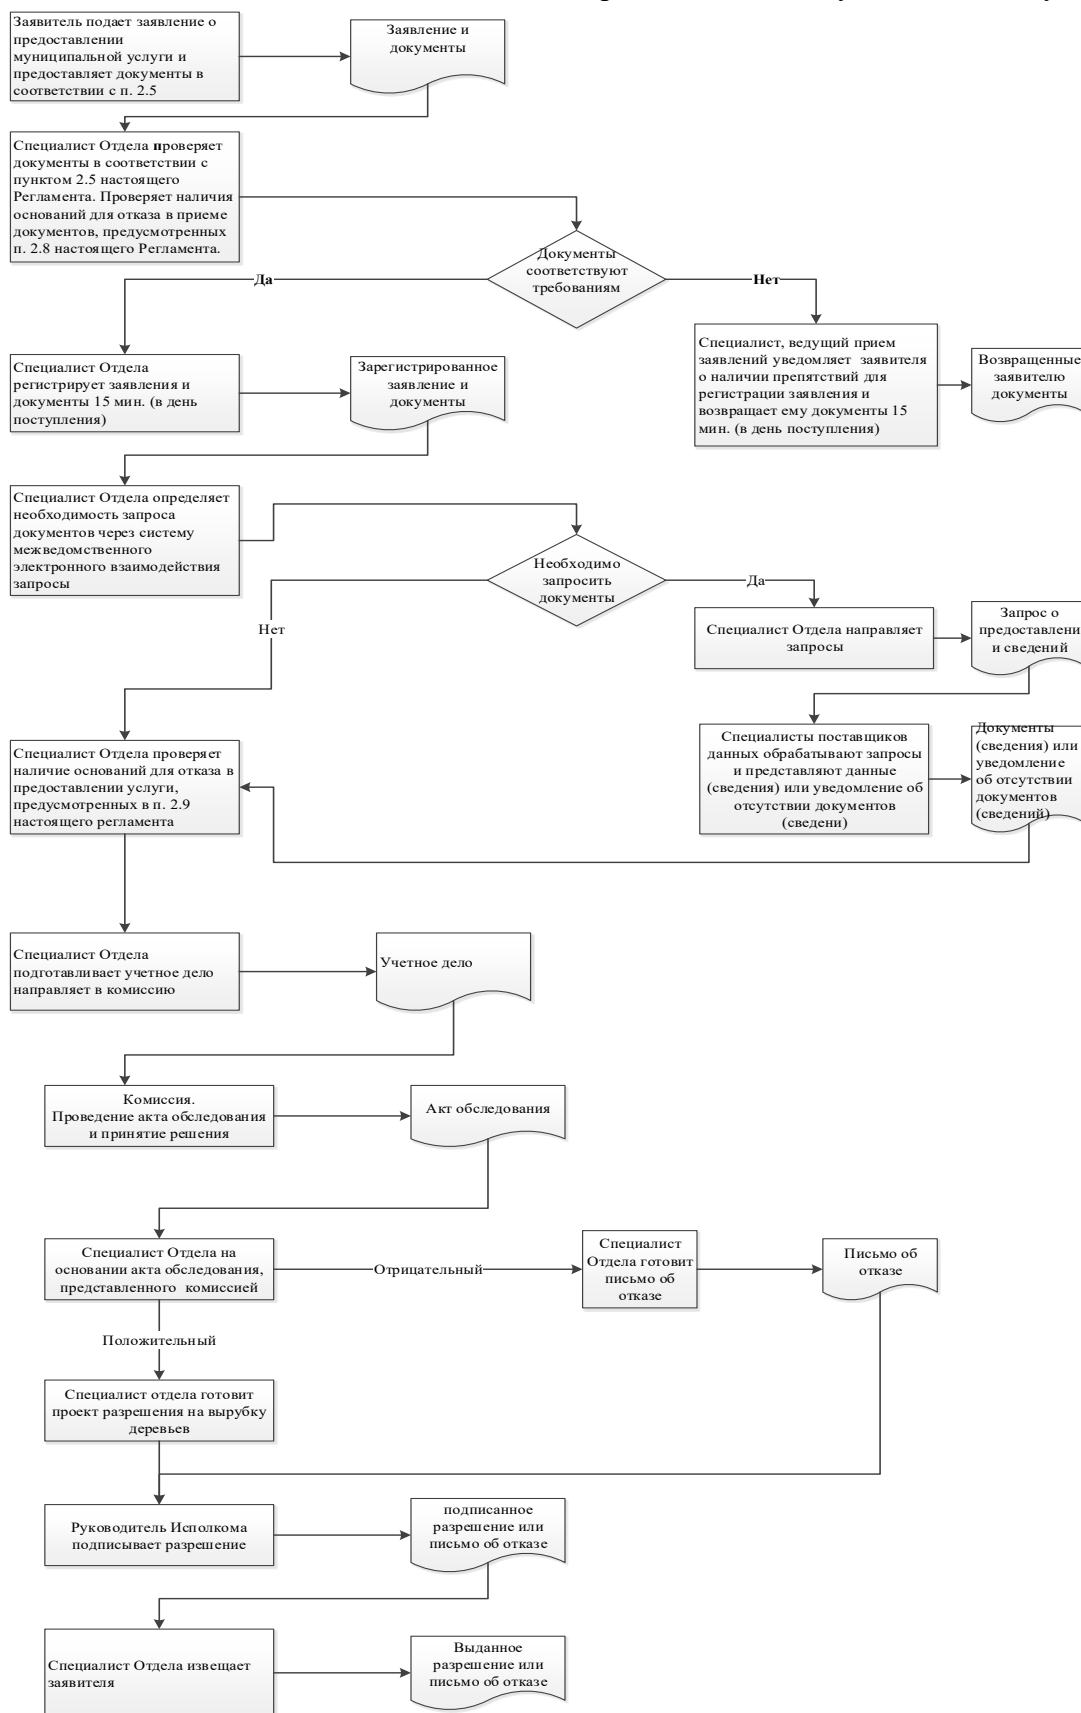 Заявитель подает заявление о
предоставлении
муниципальной услуги и
предоставляет документы в
соответствии с п. 2.5
Заявление и
документы
Специалист Отдела проверяет
документы в соответствии с
пунктом 2.5 настоящего
Регламента. Проверяет наличия
оснований для отказа в приеме
документов, предусмотренных
п. 2.8 настоящего Регламента.
Документы
соответствуют
требованиям
Да
Нет
Специалист Отдела
регистрирует заявления и
документы 15 мин. (в день
поступления)
Зарегистрированное
заявление и
документы
Специалист, ведущий прием
заявлений уведомляет заявителя
о наличии препятствий для
регистрации заявления и
возвращает ему документы 15
мин. (в день поступления)
Возвращенные
заявителю
документы
Специалист Отдела определяет
необходимость запроса
документов через систему
межведомственного
электронного взаимодействия
запросы
Необходимо
запросить
документы
Да
Нет
Специалист Отдела направляет
запросы
Запрос о
предоставлени
и сведений
Специалист Отдела проверяет
наличие оснований для отказа в
предоставлении услуги,
предусмотренных в п. 2.9
настоящего регламента
Специалисты поставщиков
данных обрабатывают запросы
и представляют данные
(сведения) или уведомление об
отсутствии документов
(сведени)
Документы
(сведения) или
уведомление
об отсутствии
документов
(сведений)
Специалист Отдела
подготавливает учетное дело
направляет в комиссию
Учетное дело
Комиссия.
Проведение акта обследования
и принятие решения
Акт обследования
Специалист Отдела на
основании акта обследования,
представленного комиссией
Отрицательный
Специалист
Отдела готовит
письмо об
отказе
Письмо об
отказе
Положительный
Специалист отдела готовит
проект разрешения на вырубку
деревьев
Руководитель Исполкома
подписывает разрешение
подписанное
разрешение или
письмо об отказе
Специалист Отдела извещает
заявителя
Выданное
разрешение или
письмо об отказе